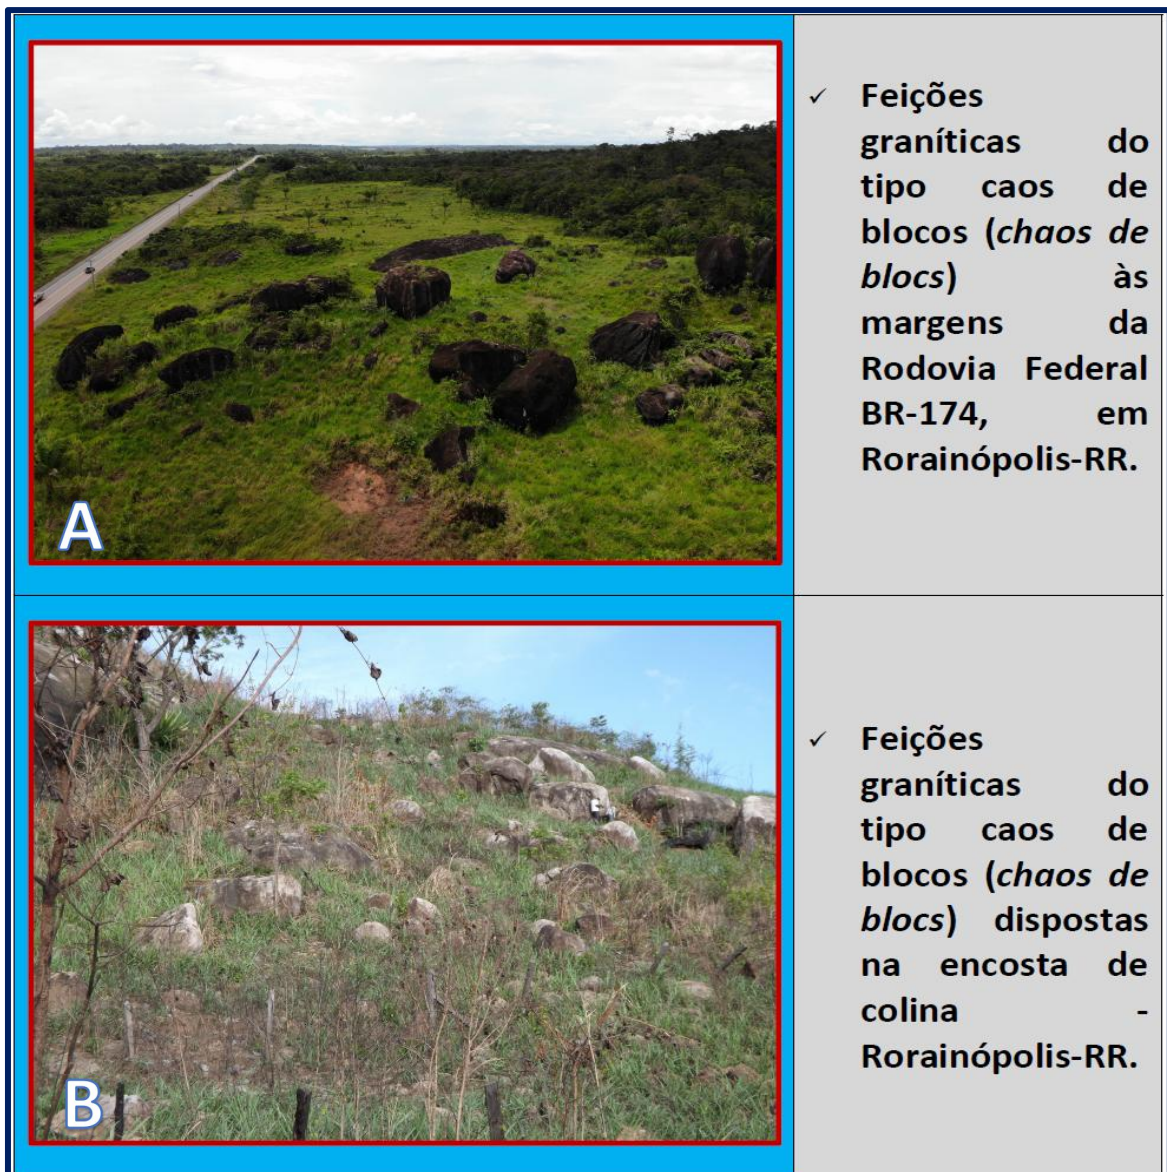 ✓ Feições
graníticas do
tipo caos de
blocos (chaos de
blocs) às
margens da
Rodovia Federal
BR-174, em
Rorainópolis-RR.
A
✓ Feições
graníticas do
tipo caos de
blocos (chaos de
blocs) dispostas
na encosta de
colina -
Rorainópolis-RR.
B